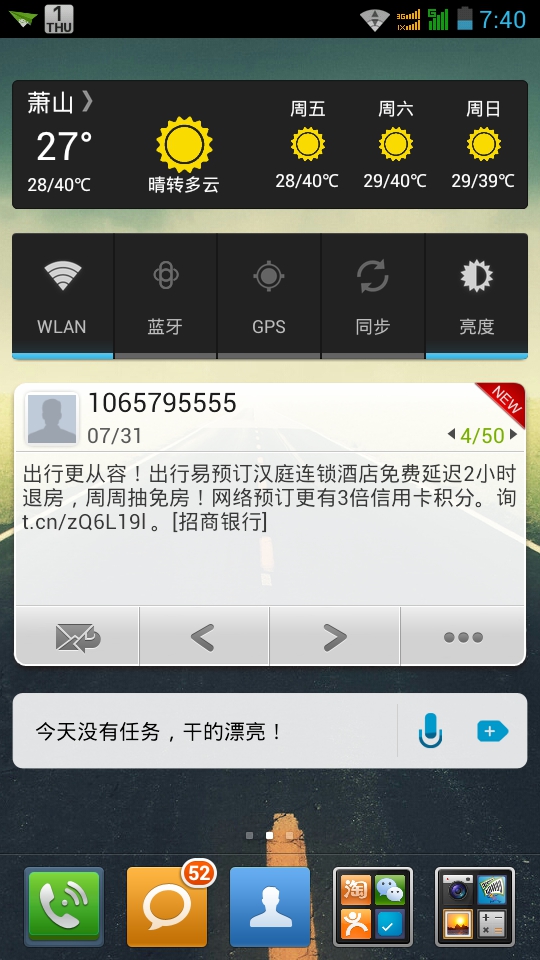 1
THU
3G
1X
G
7:40
萧山
27°
28/40℃
晴转多云
周五
周六
周日
28/40℃
29/40℃
29/39℃
WLAN
蓝牙
GPS
同步
亮度
1065795555
NEW
07/31
4/50
出行更从容！出行易预订汉庭连锁酒店免费延迟2小时
退房，周周抽免房！网络预订更有3倍信用卡积分。询
t.cn/zQ6L19l 。[招商银行]
今天没有任务，干的漂亮！
52
淘